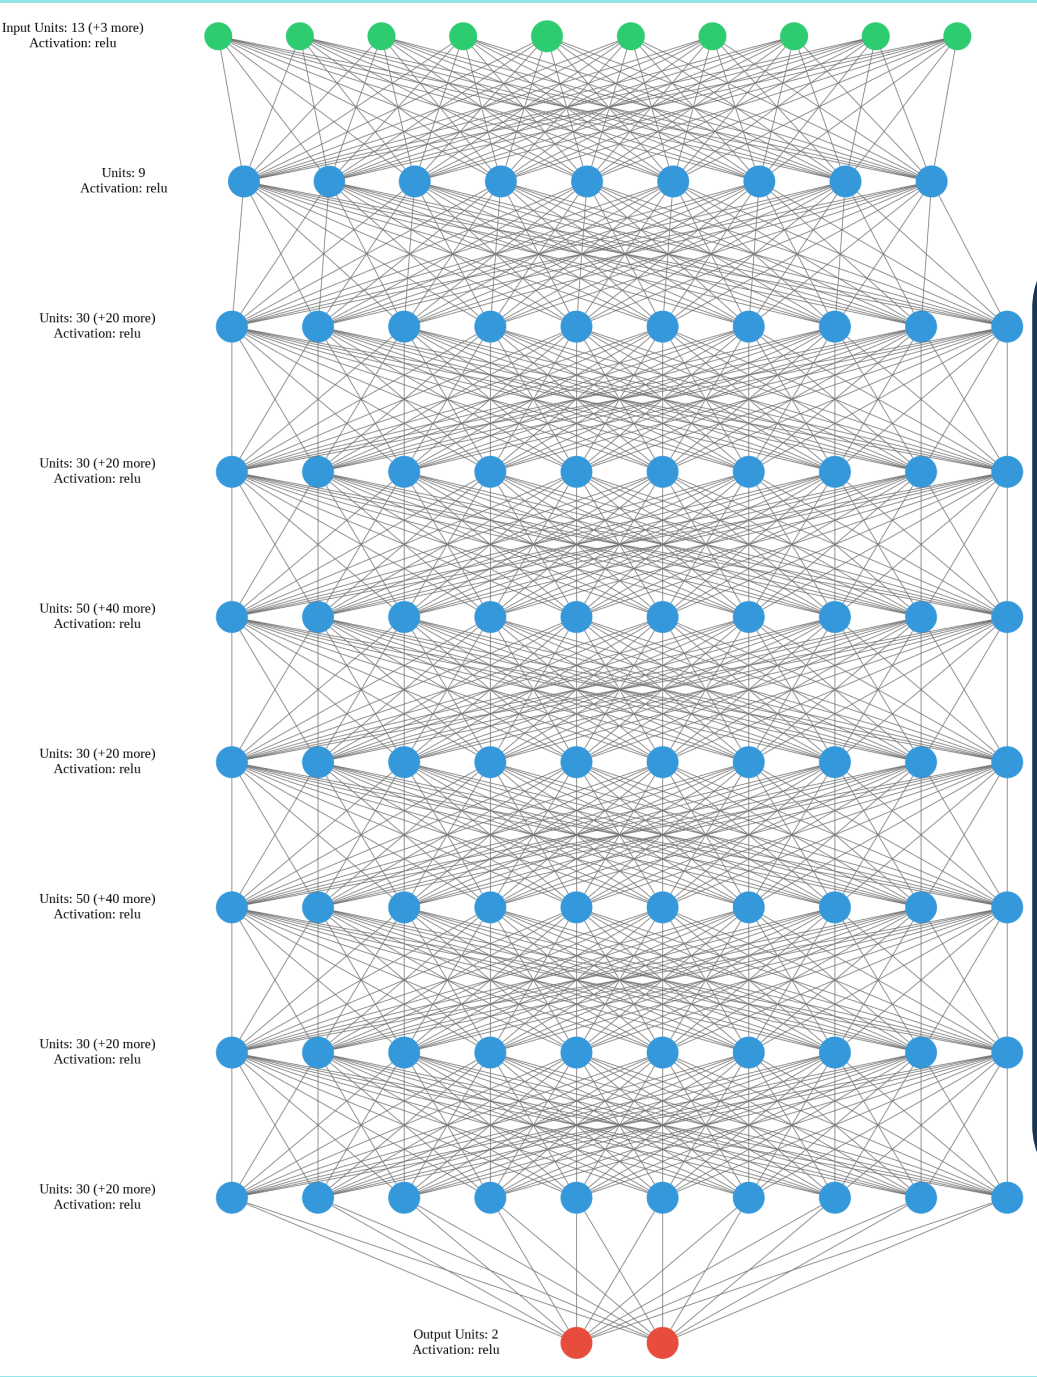 Input Units: 13 (+3 more)
Activation: relu
Units: 9
Activation: relu
Units: 30 (+20 more)
Activation: relu
Units: 30 (+20 more)
Activation: relu
Units: 50 (+40 more)
Activation: relu
Units: 30 (+20 more)
Activation: relu
Units: 50 (+40 more)
Activation: relu
Units: 30 (+20 more)
Activation: relu
Units: 30 (+20 more)
Activation: relu
Output Units: 2
Activation: relu